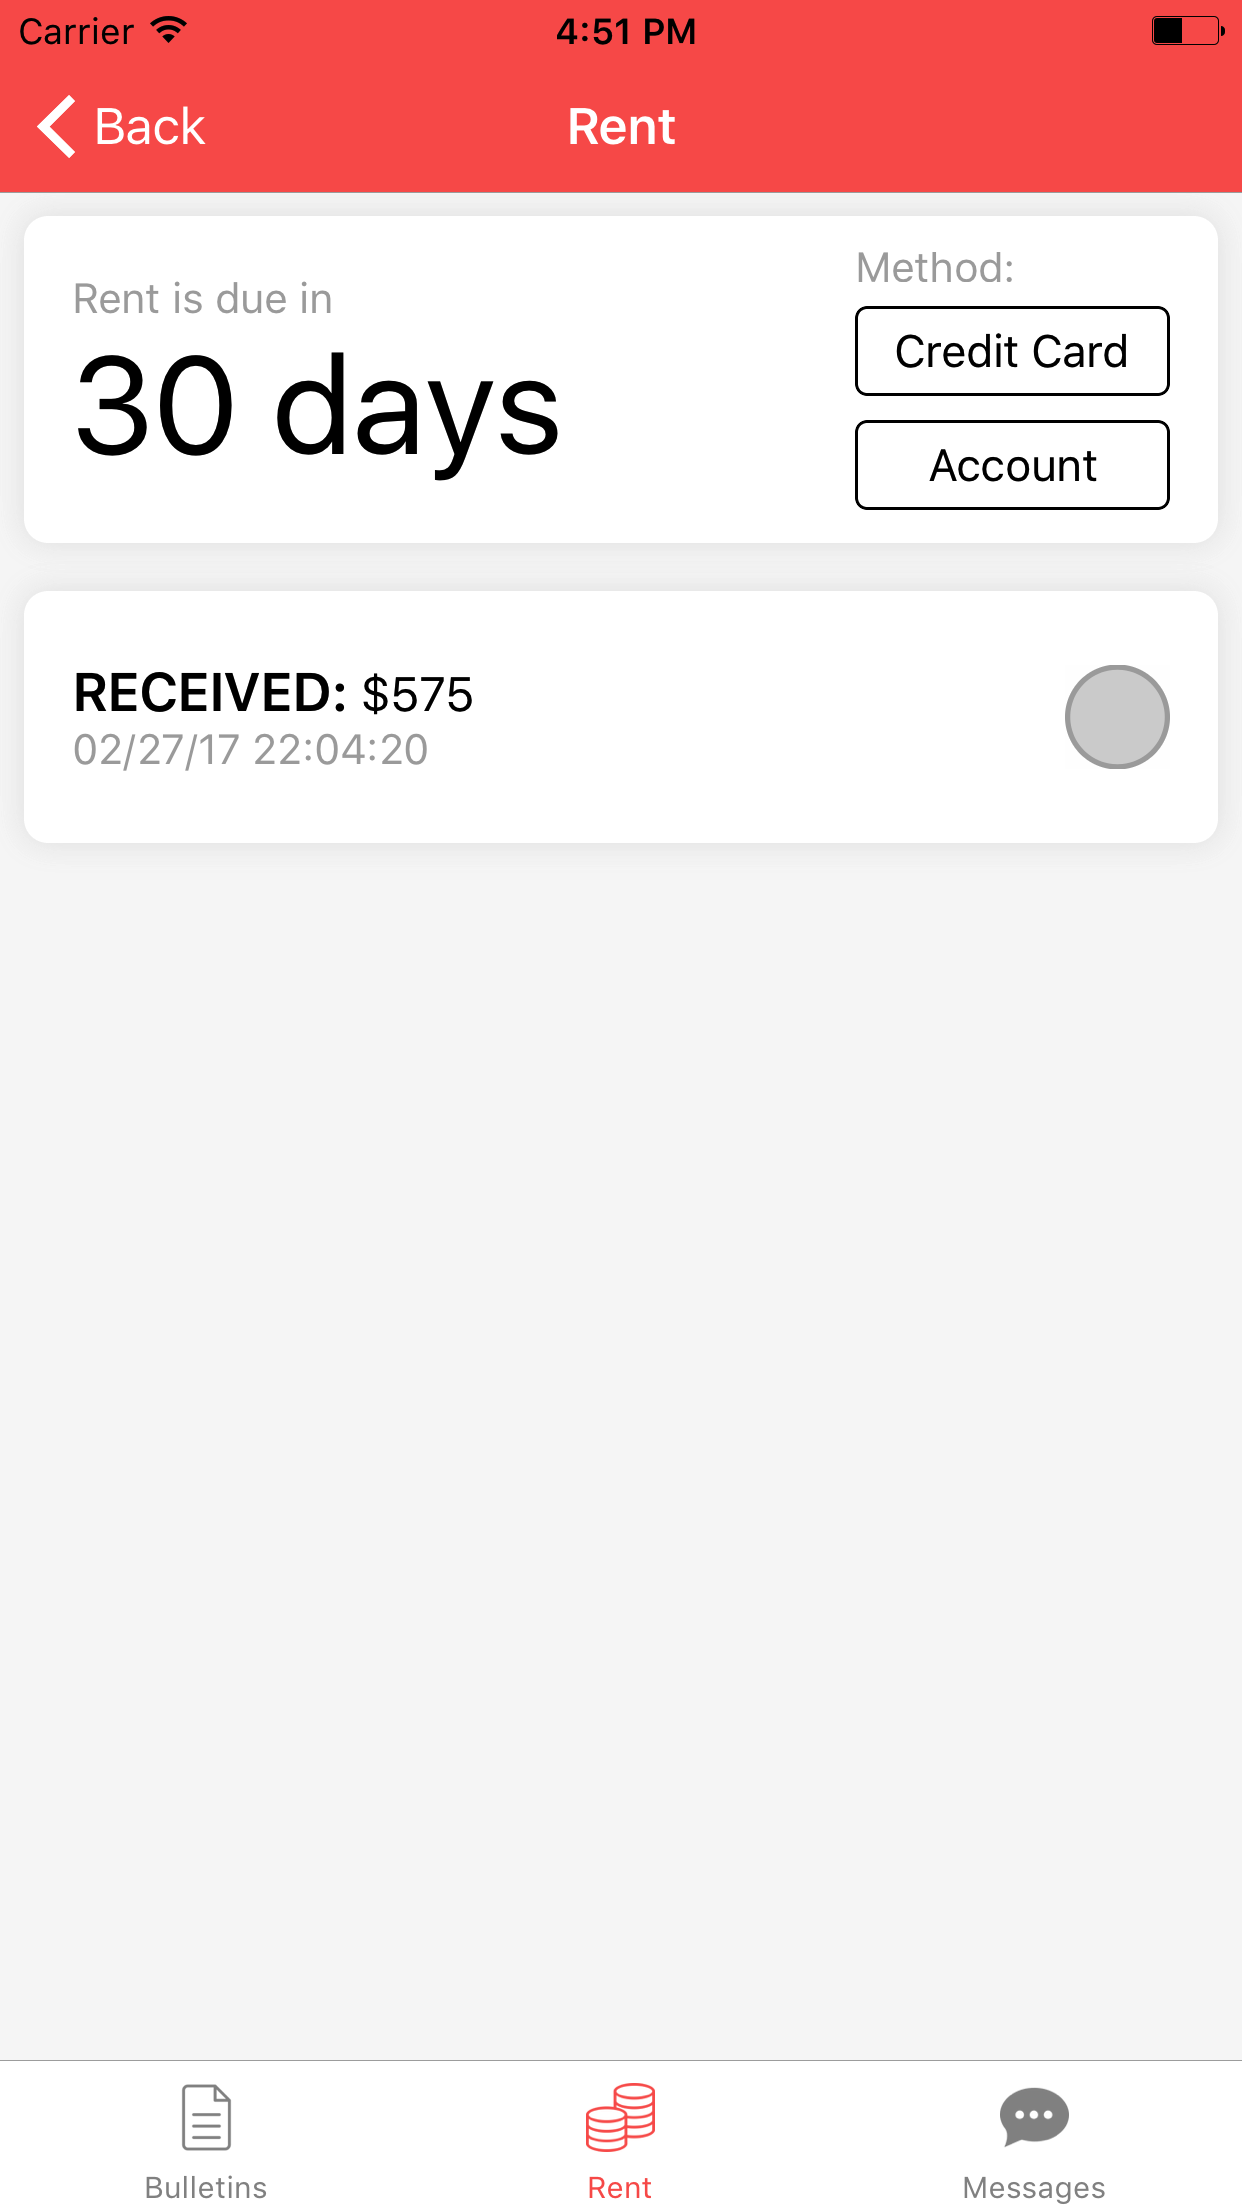 Carrier 4:51 PM
Back Rent
Rent is due in
30 days
Method:
Credit Card
Account
RECEIVED: $575
02/27/17 22:04:20
Bulletins Rent Messages